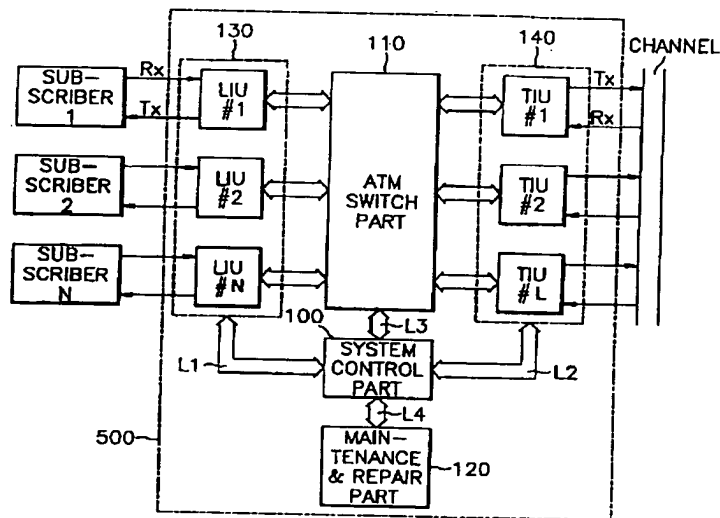 130
110
140
CHANNEL
SUB-
SCRIBER
1
Rx
Tx
LIU
#1
TIU
#1
Tx
Rx
SUB-
SCRIBER
2
LIU
#2
ATM
SWITCH
PART
TIU
#2
SUB-
SCRIBER
N
LIU
#N
TIU
#L
100
L3
L1
SYSTEM
CONTROL
PART
L2
L4
500
MAIN-
TENANCE
& REPAIR
PART
120